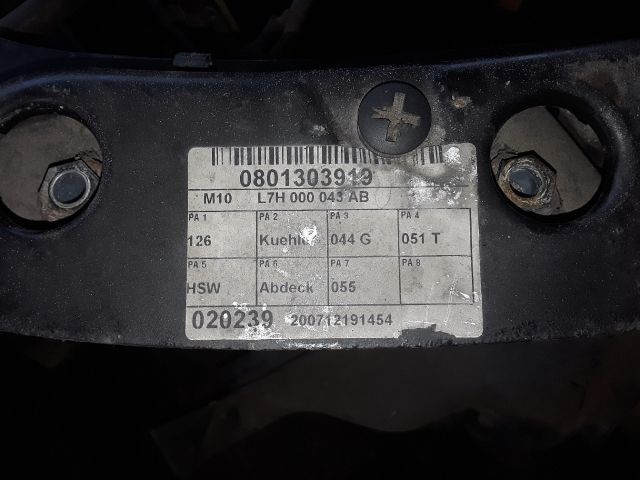 0801303919
M10 L7H 000 043 AB
PA 1 PA 2 PA 3 PA 4
126 044 G 051 T
PA 5 PA 6 PA 7 PA 8
HSW Abdeck 055
020239 200712191454